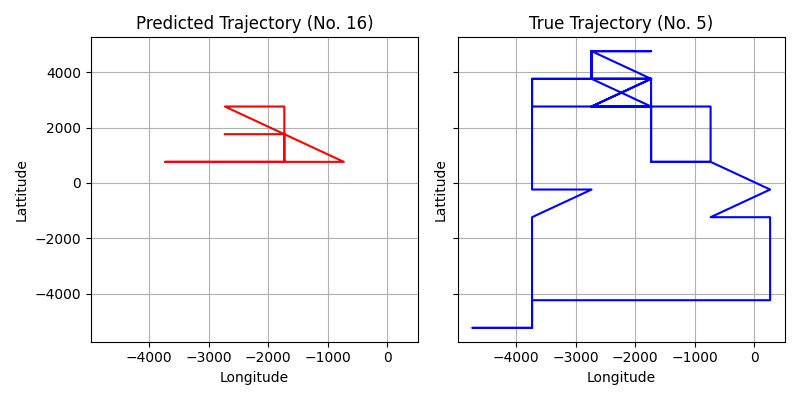 Predicted Trajectory (No. 16)
Lattitude
4000
2000
0
−2000
−4000
−4000 −3000 −2000 −1000 0
Longitude
True Trajectory (No. 5)
Lattitude
−4000 −3000 −2000 −1000 0
Longitude